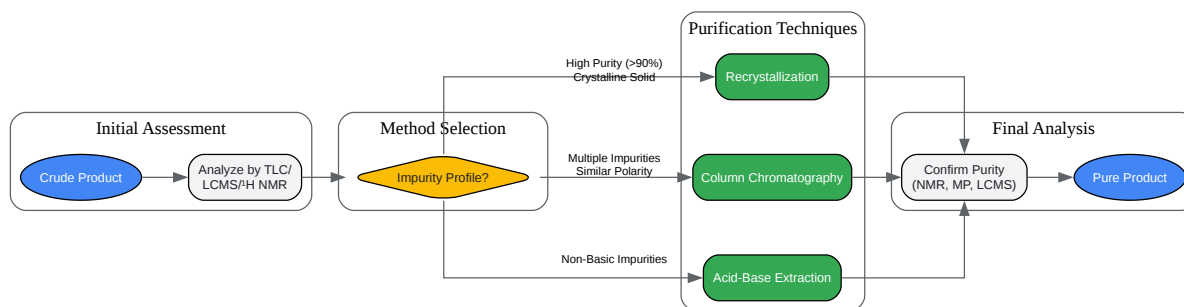 Initial Assessment
Crude Product
Analyze by TLC/
LCMS/¹H NMR
Method Selection
Impurity Profile?
High Purity (>90%)
Crystalline Solid
Multiple Impurities
Similar Polarity
Non-Basic Impurities
Purification Techniques
Recrystallization
Column Chromatography
Acid-Base Extraction
Final Analysis
Confirm Purity
(NMR, MP, LCMS)
Pure Product